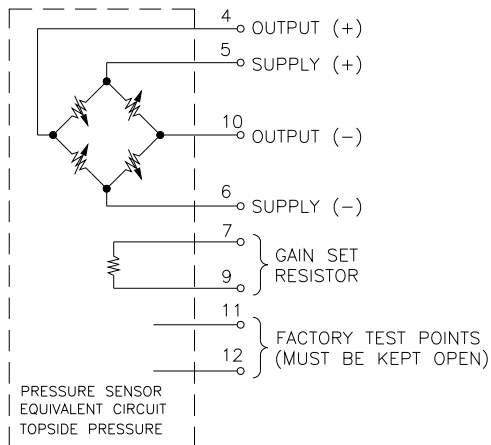 4
OUTPUT (+)
5
SUPPLY (+)
10
OUTPUT (−)
6
SUPPLY (−)
7
GAIN SET
RESISTOR
9
11
FACTORY TEST POINTS
(MUST BE KEPT OPEN)
12
PRESSURE SENSOR
EQUIVALENT CIRCUIT
TOPSIDE PRESSURE